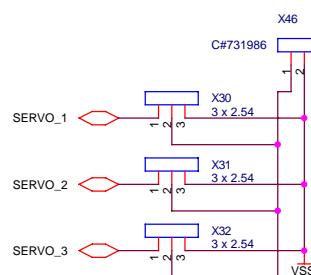 X46
C#731986
1 2
X30
3 x 2.54
SERVO_1
1 2 3
X31
3 x 2.54
SERVO_2
1 2 3
X32
3 x 2.54
SERVO_3
1 2 3
VSS